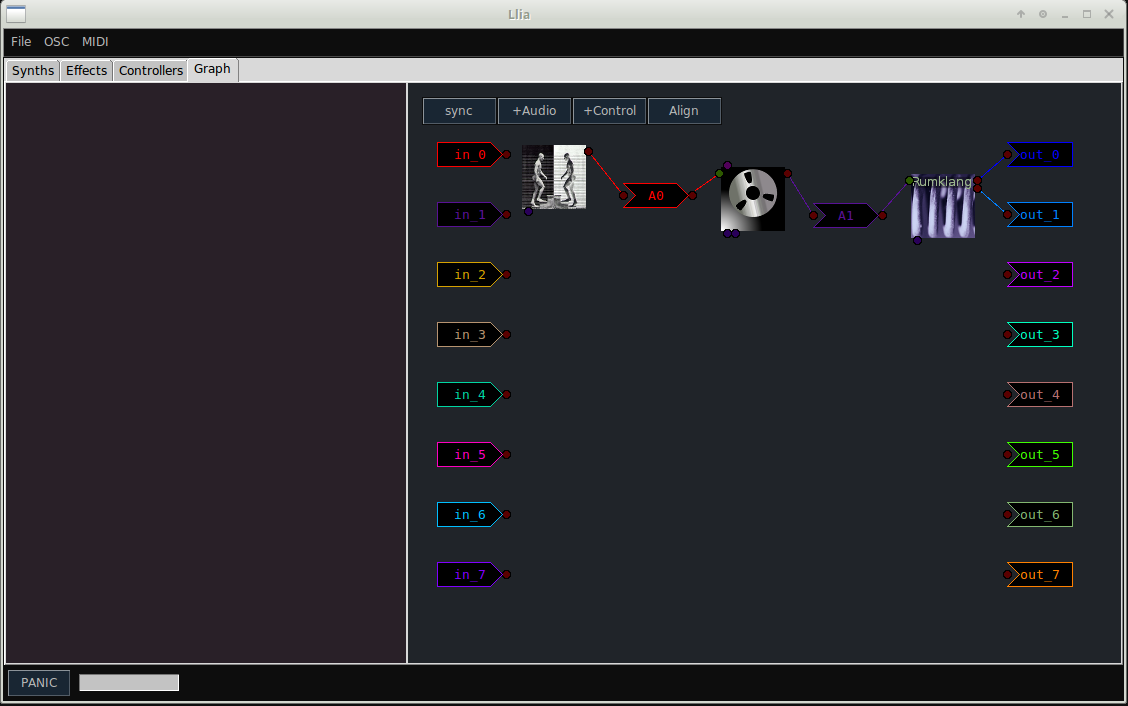 Llia
File OSC MIDI
Synths Effects Controllers Graph
sync +Audio +Control Align
in_0 out_0
A0
Rumklang
in_1 A1 out_1
in_2 out_2
in_3 out_3
in_4 out_4
in_5 out_5
in_6 out_6
in_7 out_7
PANIC